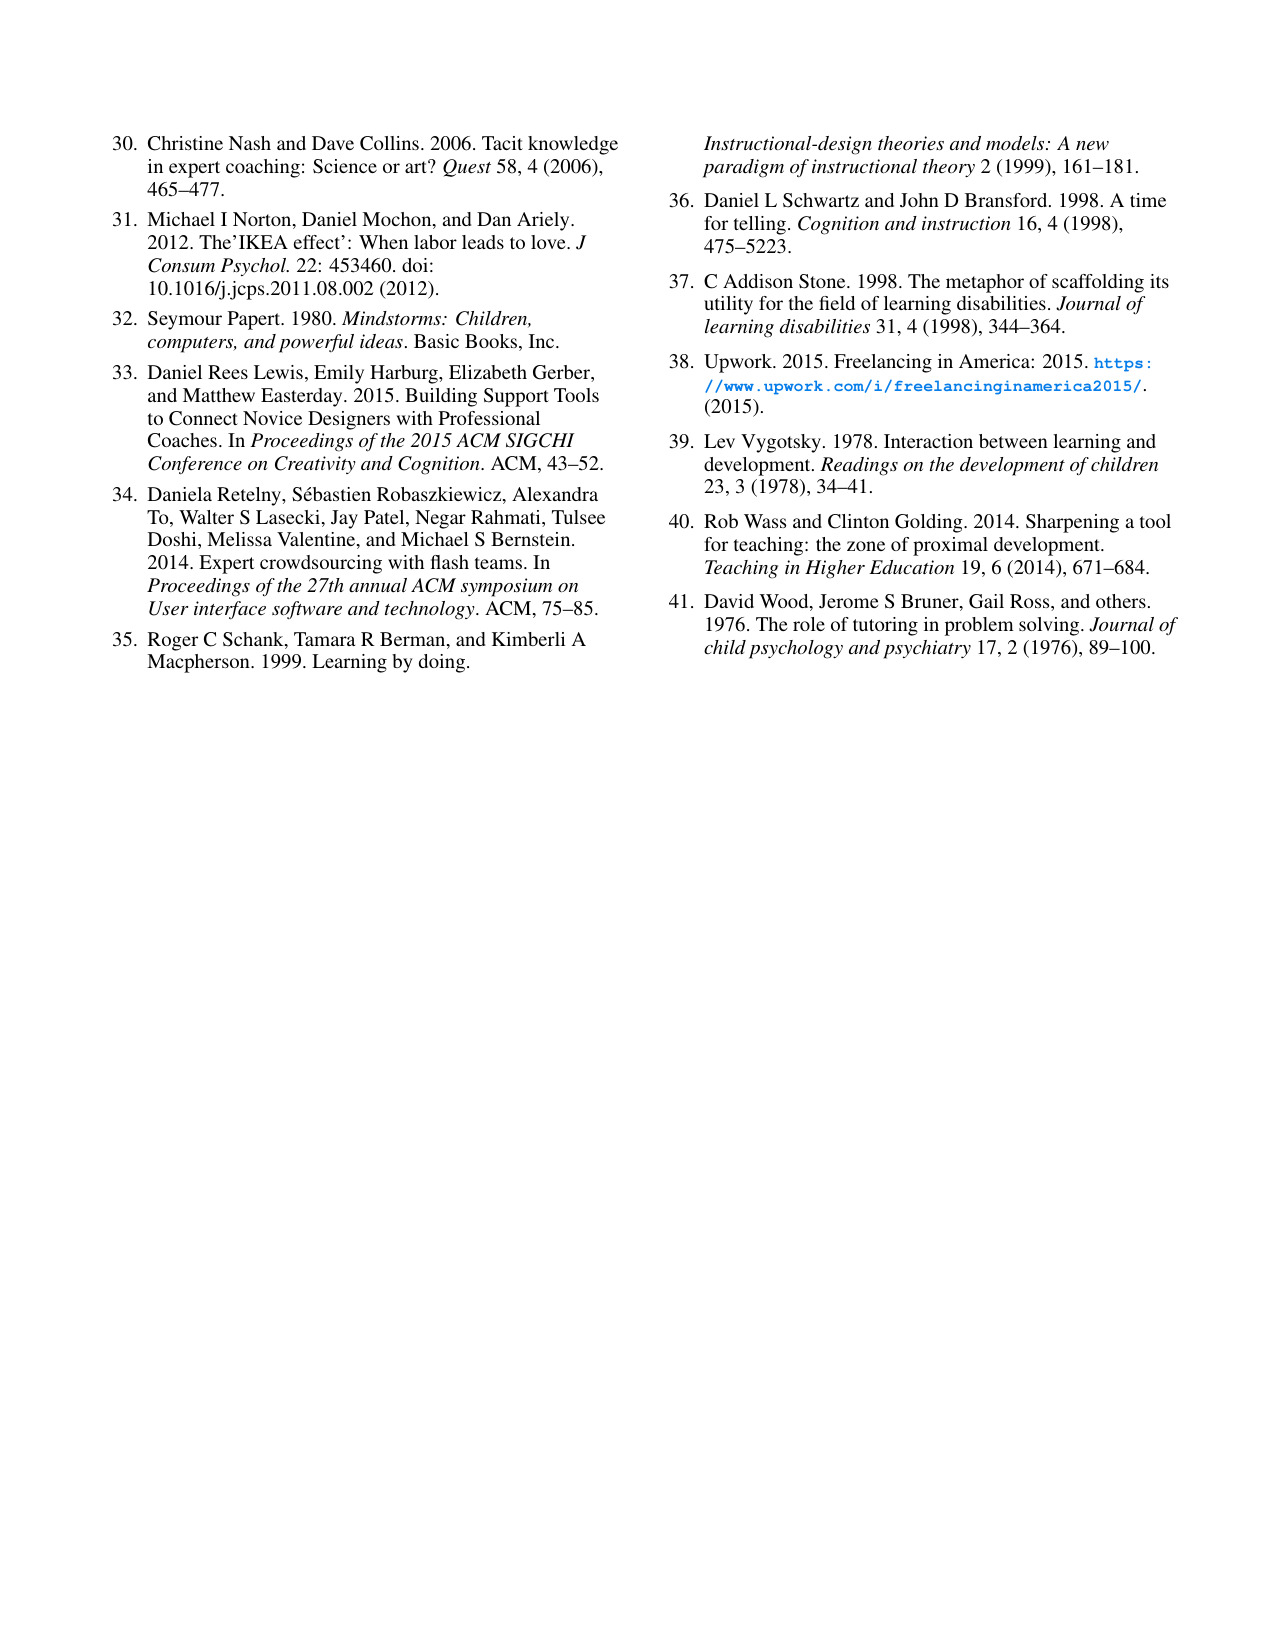 30. Christine Nash and Dave Collins. 2006. Tacit knowledge
in expert coaching: Science or art? Quest 58, 4 (2006),
465–477.
31. Michael I Norton, Daniel Mochon, and Dan Ariely.
2012. The'IKEA effect': When labor leads to love. J
Consum Psychol. 22: 453460. doi:
10.1016/j.jcps.2011.08.002 (2012).
32. Seymour Papert. 1980. Mindstorms: Children,
computers, and powerful ideas. Basic Books, Inc.
33. Daniel Rees Lewis, Emily Harburg, Elizabeth Gerber,
and Matthew Easterday. 2015. Building Support Tools
to Connect Novice Designers with Professional
Coaches. In Proceedings of the 2015 ACM SIGCHI
Conference on Creativity and Cognition. ACM, 43–52.
34. Daniela Retelny, Sébastien Robaszkiewicz, Alexandra
To, Walter S Lasecki, Jay Patel, Negar Rahmati, Tulsee
Doshi, Melissa Valentine, and Michael S Bernstein.
2014. Expert crowdsourcing with flash teams. In
Proceedings of the 27th annual ACM symposium on
User interface software and technology. ACM, 75–85.
35. Roger C Schank, Tamara R Berman, and Kimberli A
Macpherson. 1999. Learning by doing.
Instructional-design theories and models: A new
paradigm of instructional theory 2 (1999), 161–181.
36. Daniel L Schwartz and John D Bransford. 1998. A time
for telling. Cognition and instruction 16, 4 (1998),
475–5223.
37. C Addison Stone. 1998. The metaphor of scaffolding its
utility for the field of learning disabilities. Journal of
learning disabilities 31, 4 (1998), 344–364.
38. Upwork. 2015. Freelancing in America: 2015. https:
//www.upwork.com/i/freelancinginamerica2015/.
(2015).
39. Lev Vygotsky. 1978. Interaction between learning and
development. Readings on the development of children
23, 3 (1978), 34–41.
40. Rob Wass and Clinton Golding. 2014. Sharpening a tool
for teaching: the zone of proximal development.
Teaching in Higher Education 19, 6 (2014), 671–684.
41. David Wood, Jerome S Bruner, Gail Ross, and others.
1976. The role of tutoring in problem solving. Journal of
child psychology and psychiatry 17, 2 (1976), 89–100.